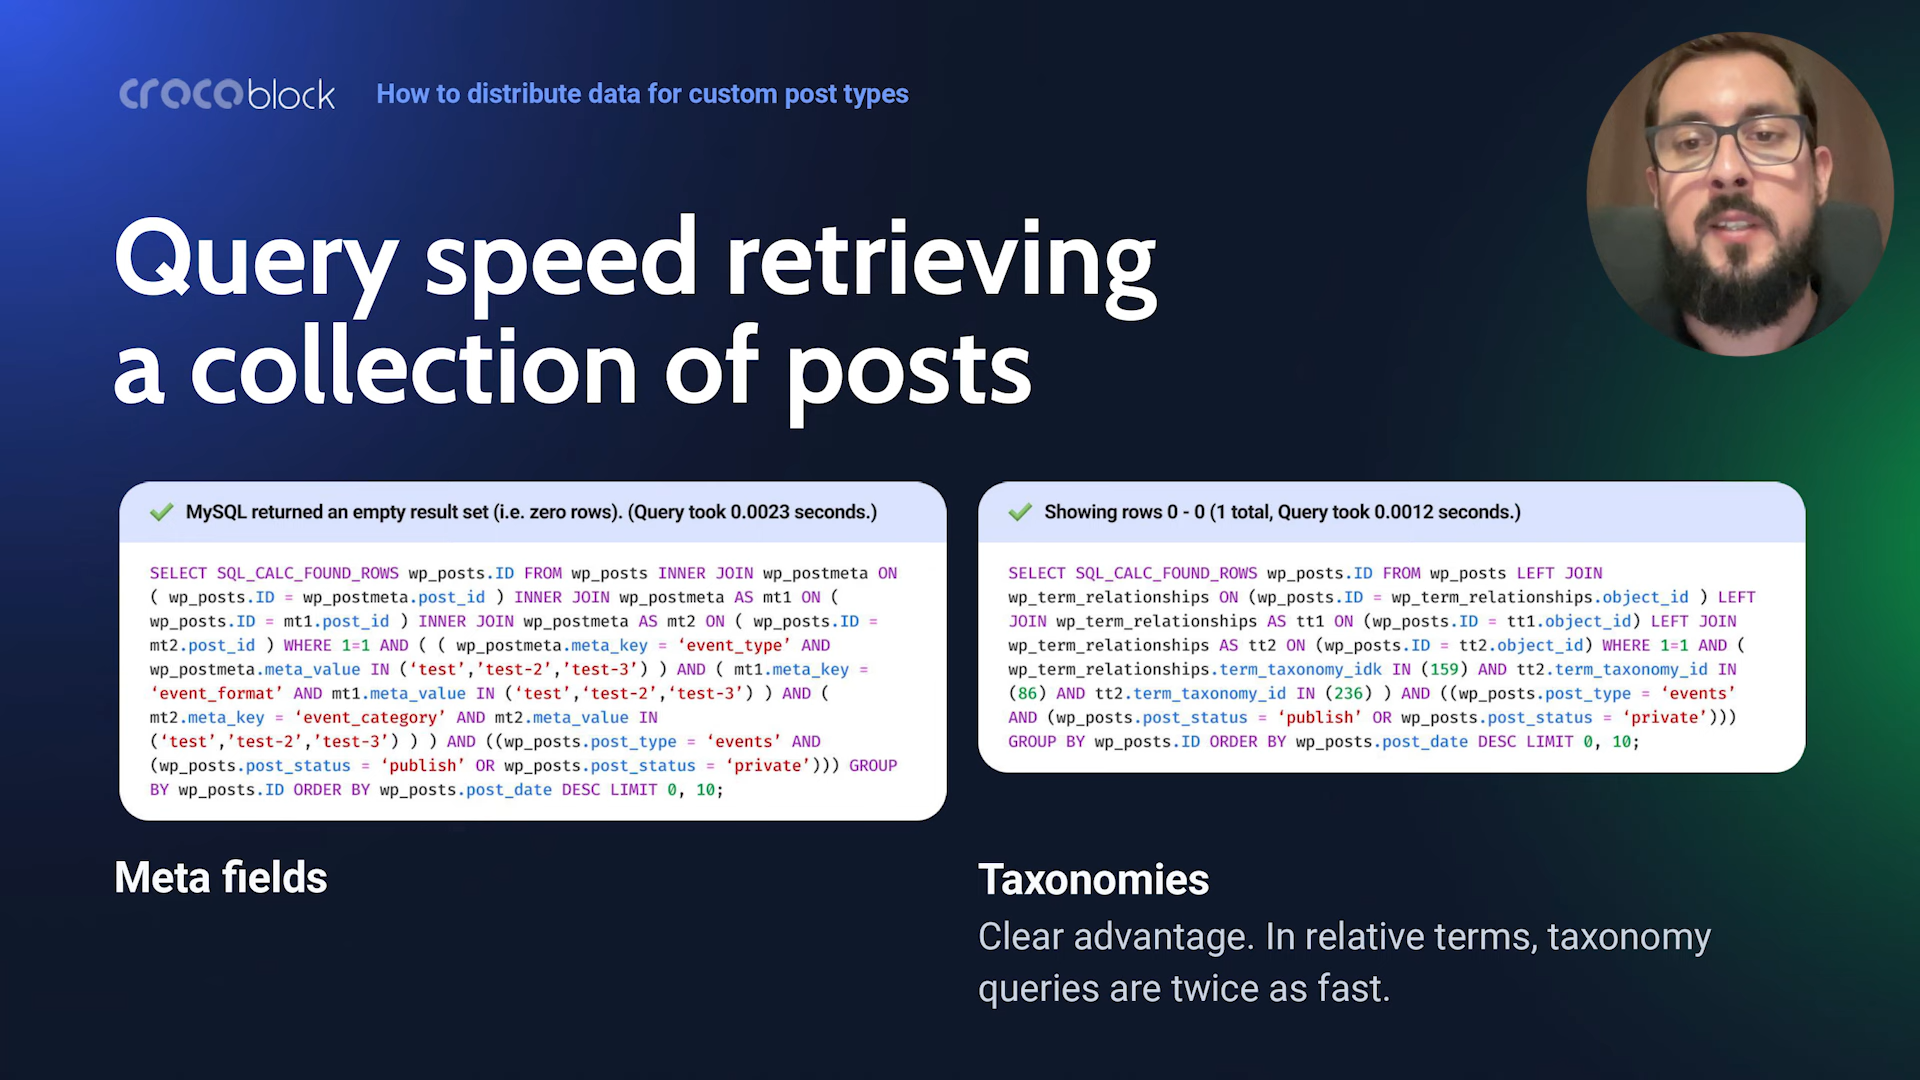 crocoblock
How to distribute data for custom post types
Query speed retrieving
a collection of posts
MySQL returned an empty result set (i.e. zero rows). (Query took 0.0023 seconds.)
SELECT SQL_CALC_FOUND_ROWS wp_posts.ID FROM wp_posts INNER JOIN wp_postmeta ON
( wp_posts.ID = wp_postmeta.post_id ) INNER JOIN wp_postmeta AS mt1 ON (
wp_posts.ID = mt1.post_id ) INNER JOIN wp_postmeta AS mt2 ON ( wp_posts.ID =
mt2.post_id ) WHERE 1=1 AND ( ( wp_postmeta.meta_key = ‘event_type’ AND
wp_postmeta.meta_value IN (‘test’,’test-2’,’test-3’) ) AND ( mt1.meta_key =
‘event_format’ AND mt1.meta_value IN (‘test’,‘test-2’,‘test-3’) ) AND (
mt2.meta_key = ‘event_category’ AND mt2.meta_value IN
(‘test’,’test-2’,’test-3’) ) ) AND ((wp_posts.post_type = ‘events’ AND
(wp_posts.post_status = ‘publish’ OR wp_posts.post_status = ‘private’))) GROUP
BY wp_posts.ID ORDER BY wp_posts.post_date DESC LIMIT 0, 10;
Meta fields
Showing rows 0 - 0 (1 total, Query took 0.0012 seconds.)
SELECT SQL_CALC_FOUND_ROWS wp_posts.ID FROM wp_posts LEFT JOIN
wp_term_relationships ON (wp_posts.ID = wp_term_relationships.object_id ) LEFT
JOIN wp_term_relationships AS tt1 ON (wp_posts.ID = tt1.object_id) LEFT JOIN
wp_term_relationships AS tt2 ON (wp_posts.ID = tt2.object_id) WHERE 1=1 AND (
wp_term_relationships.term_taxonomy_idk IN (159) AND tt2.term_taxonomy_id IN
(86) AND tt2.term_taxonomy_id IN (236) ) AND ((wp_posts.post_type = ‘events’
AND (wp_posts.post_status = ‘publish’ OR wp_posts.post_status = ‘private’)))
GROUP BY wp_posts.ID ORDER BY wp_posts.post_date DESC LIMIT 0, 10;
Taxonomies
Clear advantage. In relative terms, taxonomy
queries are twice as fast.